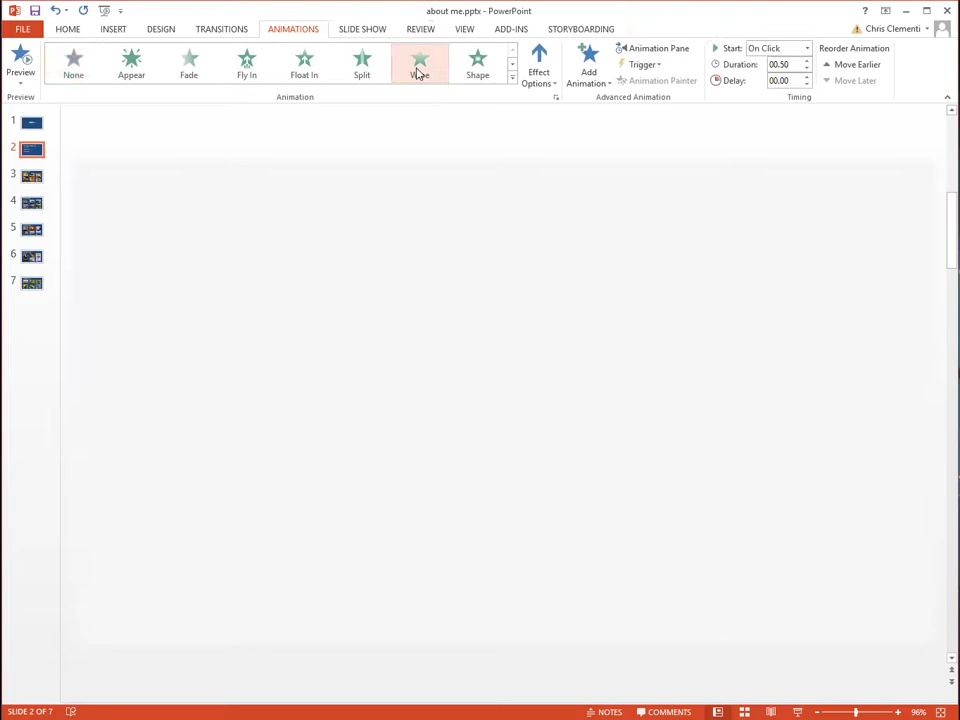 about me.pptx - PowerPoint
FILE HOME INSERT DESIGN TRANSITIONS ANIMATIONS SLIDE SHOW REVIEW VIEW ADD-INS STORYBOARDING Chris Clementi
Preview
None Appear Fade Fly In Float In Split Shape
Effect Options
Add Animation
Animation Pane
Trigger
Animation Painter
Start: On Click
Duration: 00.50
Delay: 00.00
Reorder Animation
Move Earlier
Move Later
Preview Animation Advanced Animation Timing
1
2
3
4
5
6
7
SLIDE 2 OF 7 NOTES COMMENTS 96%